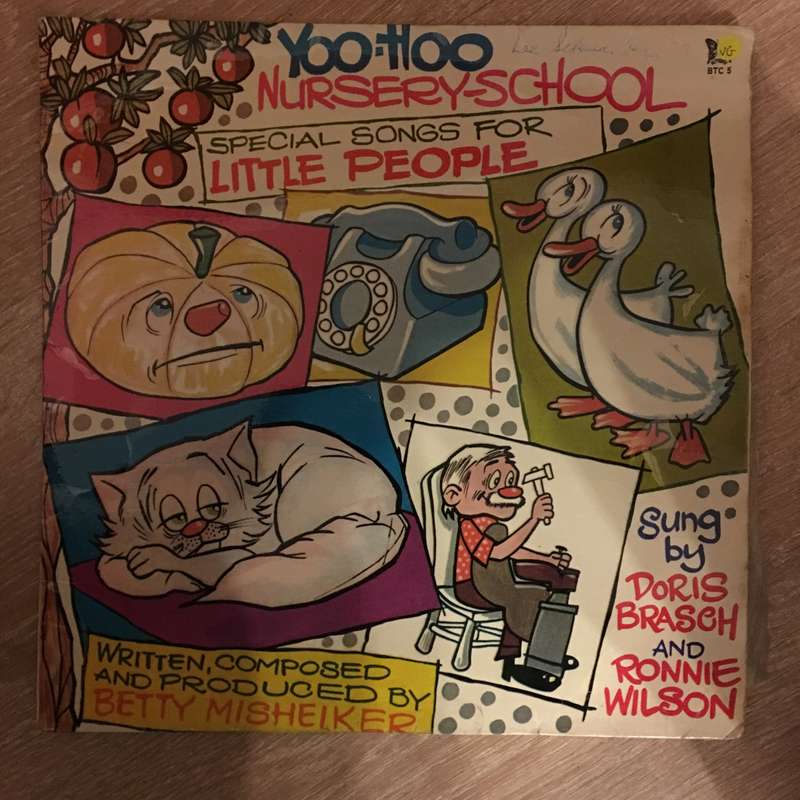 YOO-HOO
NURSERY-SCHOOL
VG
BTC 5
SPECIAL SONGS FOR
LITTLE PEOPLE
SUNG
by
DORIS
BRASCH
AND
RONNIE
WILSON
WRITTEN, COMPOSED
AND PRODUCED BY
BETTY MISHEIKER